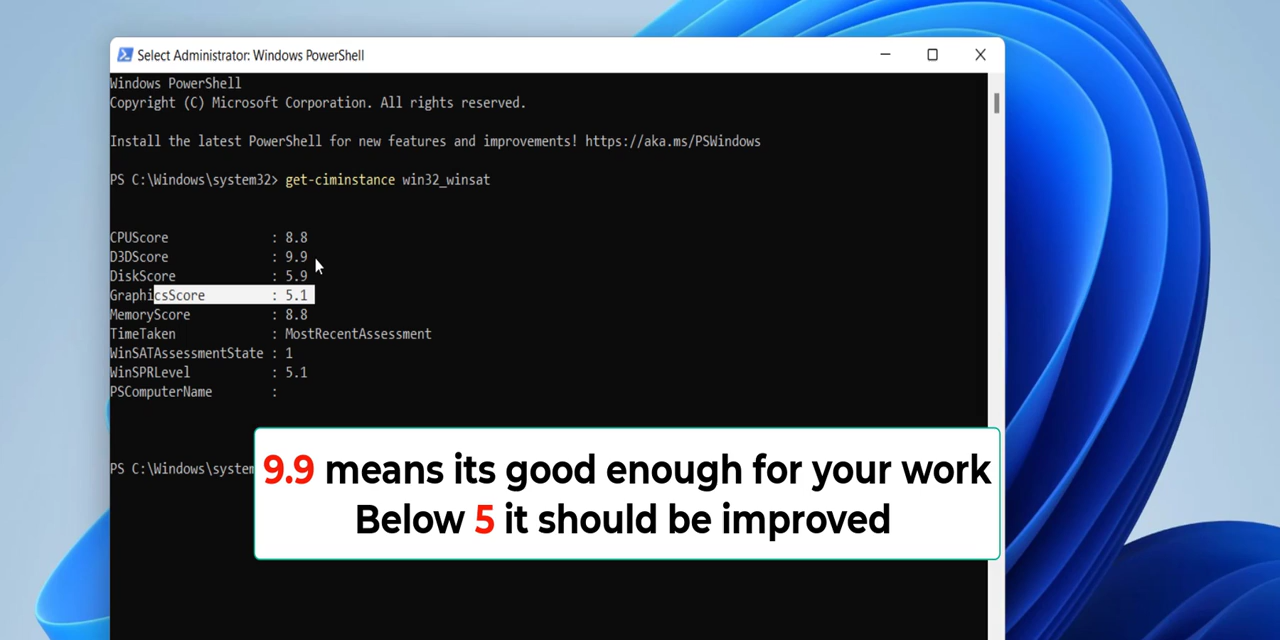 Select Administrator: Windows PowerShell
Windows PowerShell
Copyright (C) Microsoft Corporation. All rights reserved.
Install the latest PowerShell for new features and improvements! https://aka.ms/PSWindows
PS C:\Windows\system32> get-ciminstance win32_winsat
CPUScore : 8.8
D3DScore : 9.9
DiskScore : 5.9
GraphicsScore : 5.1
MemoryScore : 8.8
TimeTaken : MostRecentAssessment
WinSATAssessmentState : 1
WinSPRLevel : 5.1
PSComputerName :
PS C:\Windows\system
9.9 means its good enough for your work
Below 5 it should be improved